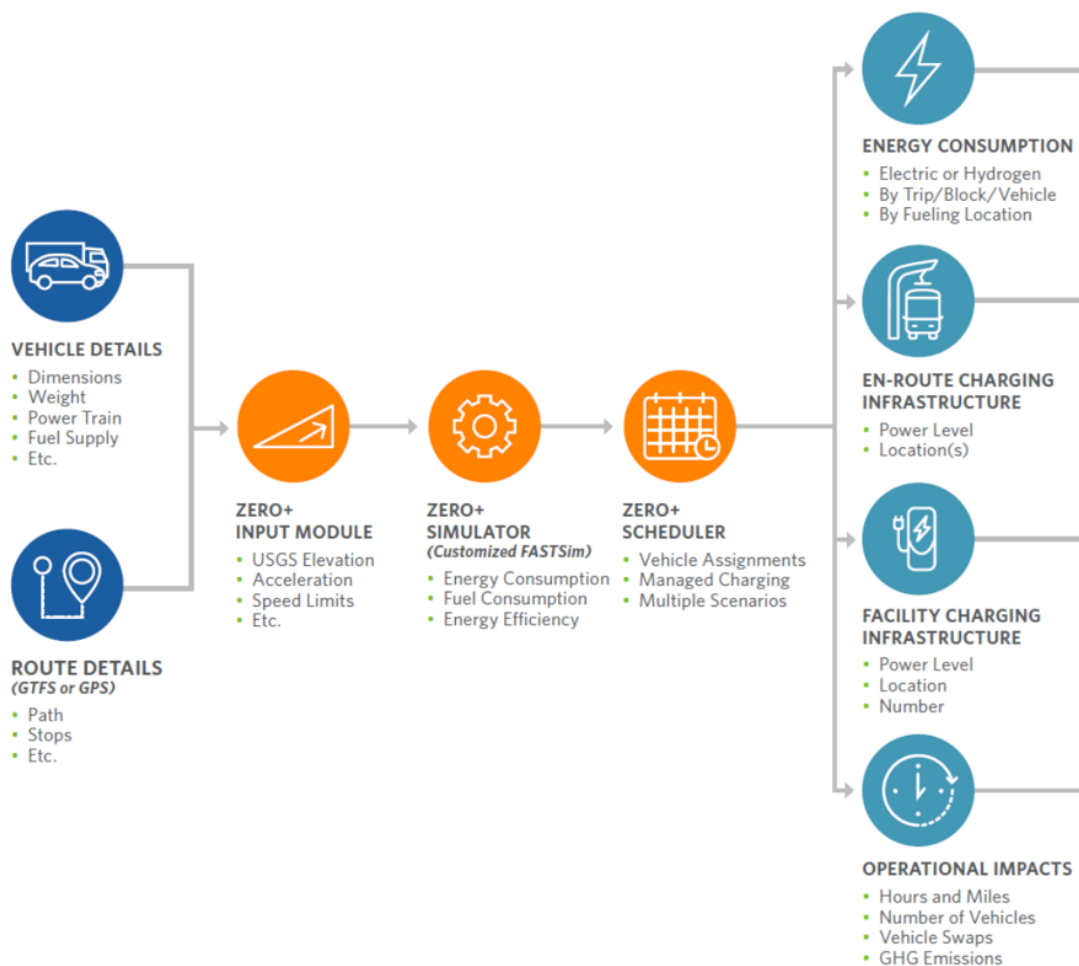 VEHICLE DETAILS
• Dimensions
• Weight
• Power Train
• Fuel Supply
• Etc.
ROUTE DETAILS
(GTFS or GPS)
• Path
• Stops
• Etc.
ZERO+
INPUT MODULE
• USGS Elevation
• Acceleration
• Speed Limits
• Etc.
ZERO+
SIMULATOR
(Customized FASTSim)
• Energy Consumption
• Fuel Consumption
• Energy Efficiency
ZERO+
SCHEDULER
• Vehicle Assignments
• Managed Charging
• Multiple Scenarios
ENERGY CONSUMPTION
• Electric or Hydrogen
• By Trip/Block/Vehicle
• By Fueling Location
EN-ROUTE CHARGING
INFRASTRUCTURE
• Power Level
• Location(s)
FACILITY CHARGING
INFRASTRUCTURE
• Power Level
• Location
• Number
OPERATIONAL IMPACTS
• Hours and Miles
• Number of Vehicles
• Vehicle Swaps
• GHG Emissions